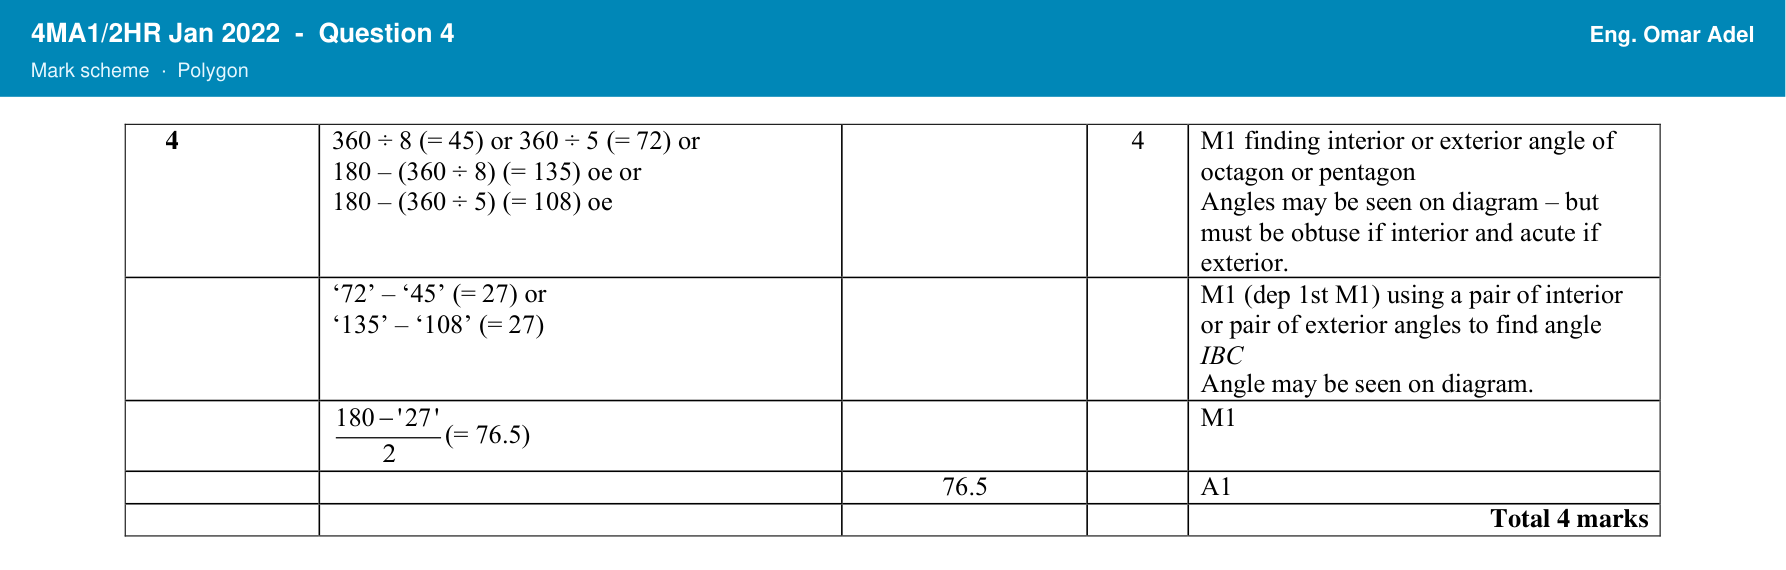 4MA1/2HR Jan 2022 - Question 4
Eng. Omar Adel
Mark scheme · Polygon
4
360 ÷ 8 (= 45) or 360 ÷ 5 (= 72) or
180 – (360 ÷ 8) (= 135) oe or
180 – (360 ÷ 5) (= 108) oe
4
M1 finding interior or exterior angle of
octagon or pentagon
Angles may be seen on diagram – but
must be obtuse if interior and acute if
exterior.
‘72’ – ‘45’ (= 27) or
‘135’ – ‘108’ (= 27)
M1 (dep 1st M1) using a pair of interior
or pair of exterior angles to find angle
IBC
Angle may be seen on diagram.
180 – '27'
2
(= 76.5)
M1
76.5
A1
Total 4 marks